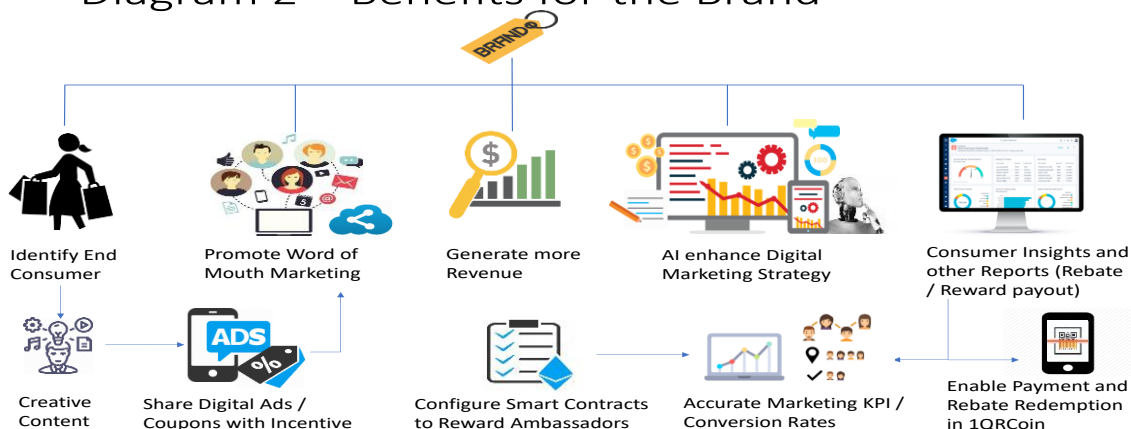 Diagram 2 – Benefits for the Brand
BRAND
Identify End
Consumer
Promote Word of
Mouth Marketing
Generate more
Revenue
AI enhance Digital
Marketing Strategy
Consumer Insights and
other Reports (Rebate
/ Reward payout)
ADS
%
$
Creative
Content
Share Digital Ads /
Coupons with Incentive
Configure Smart Contracts
to Reward Ambassadors
Accurate Marketing KPI /
Conversion Rates
Enable Payment and
Rebate Redemption
in 1QRCoin